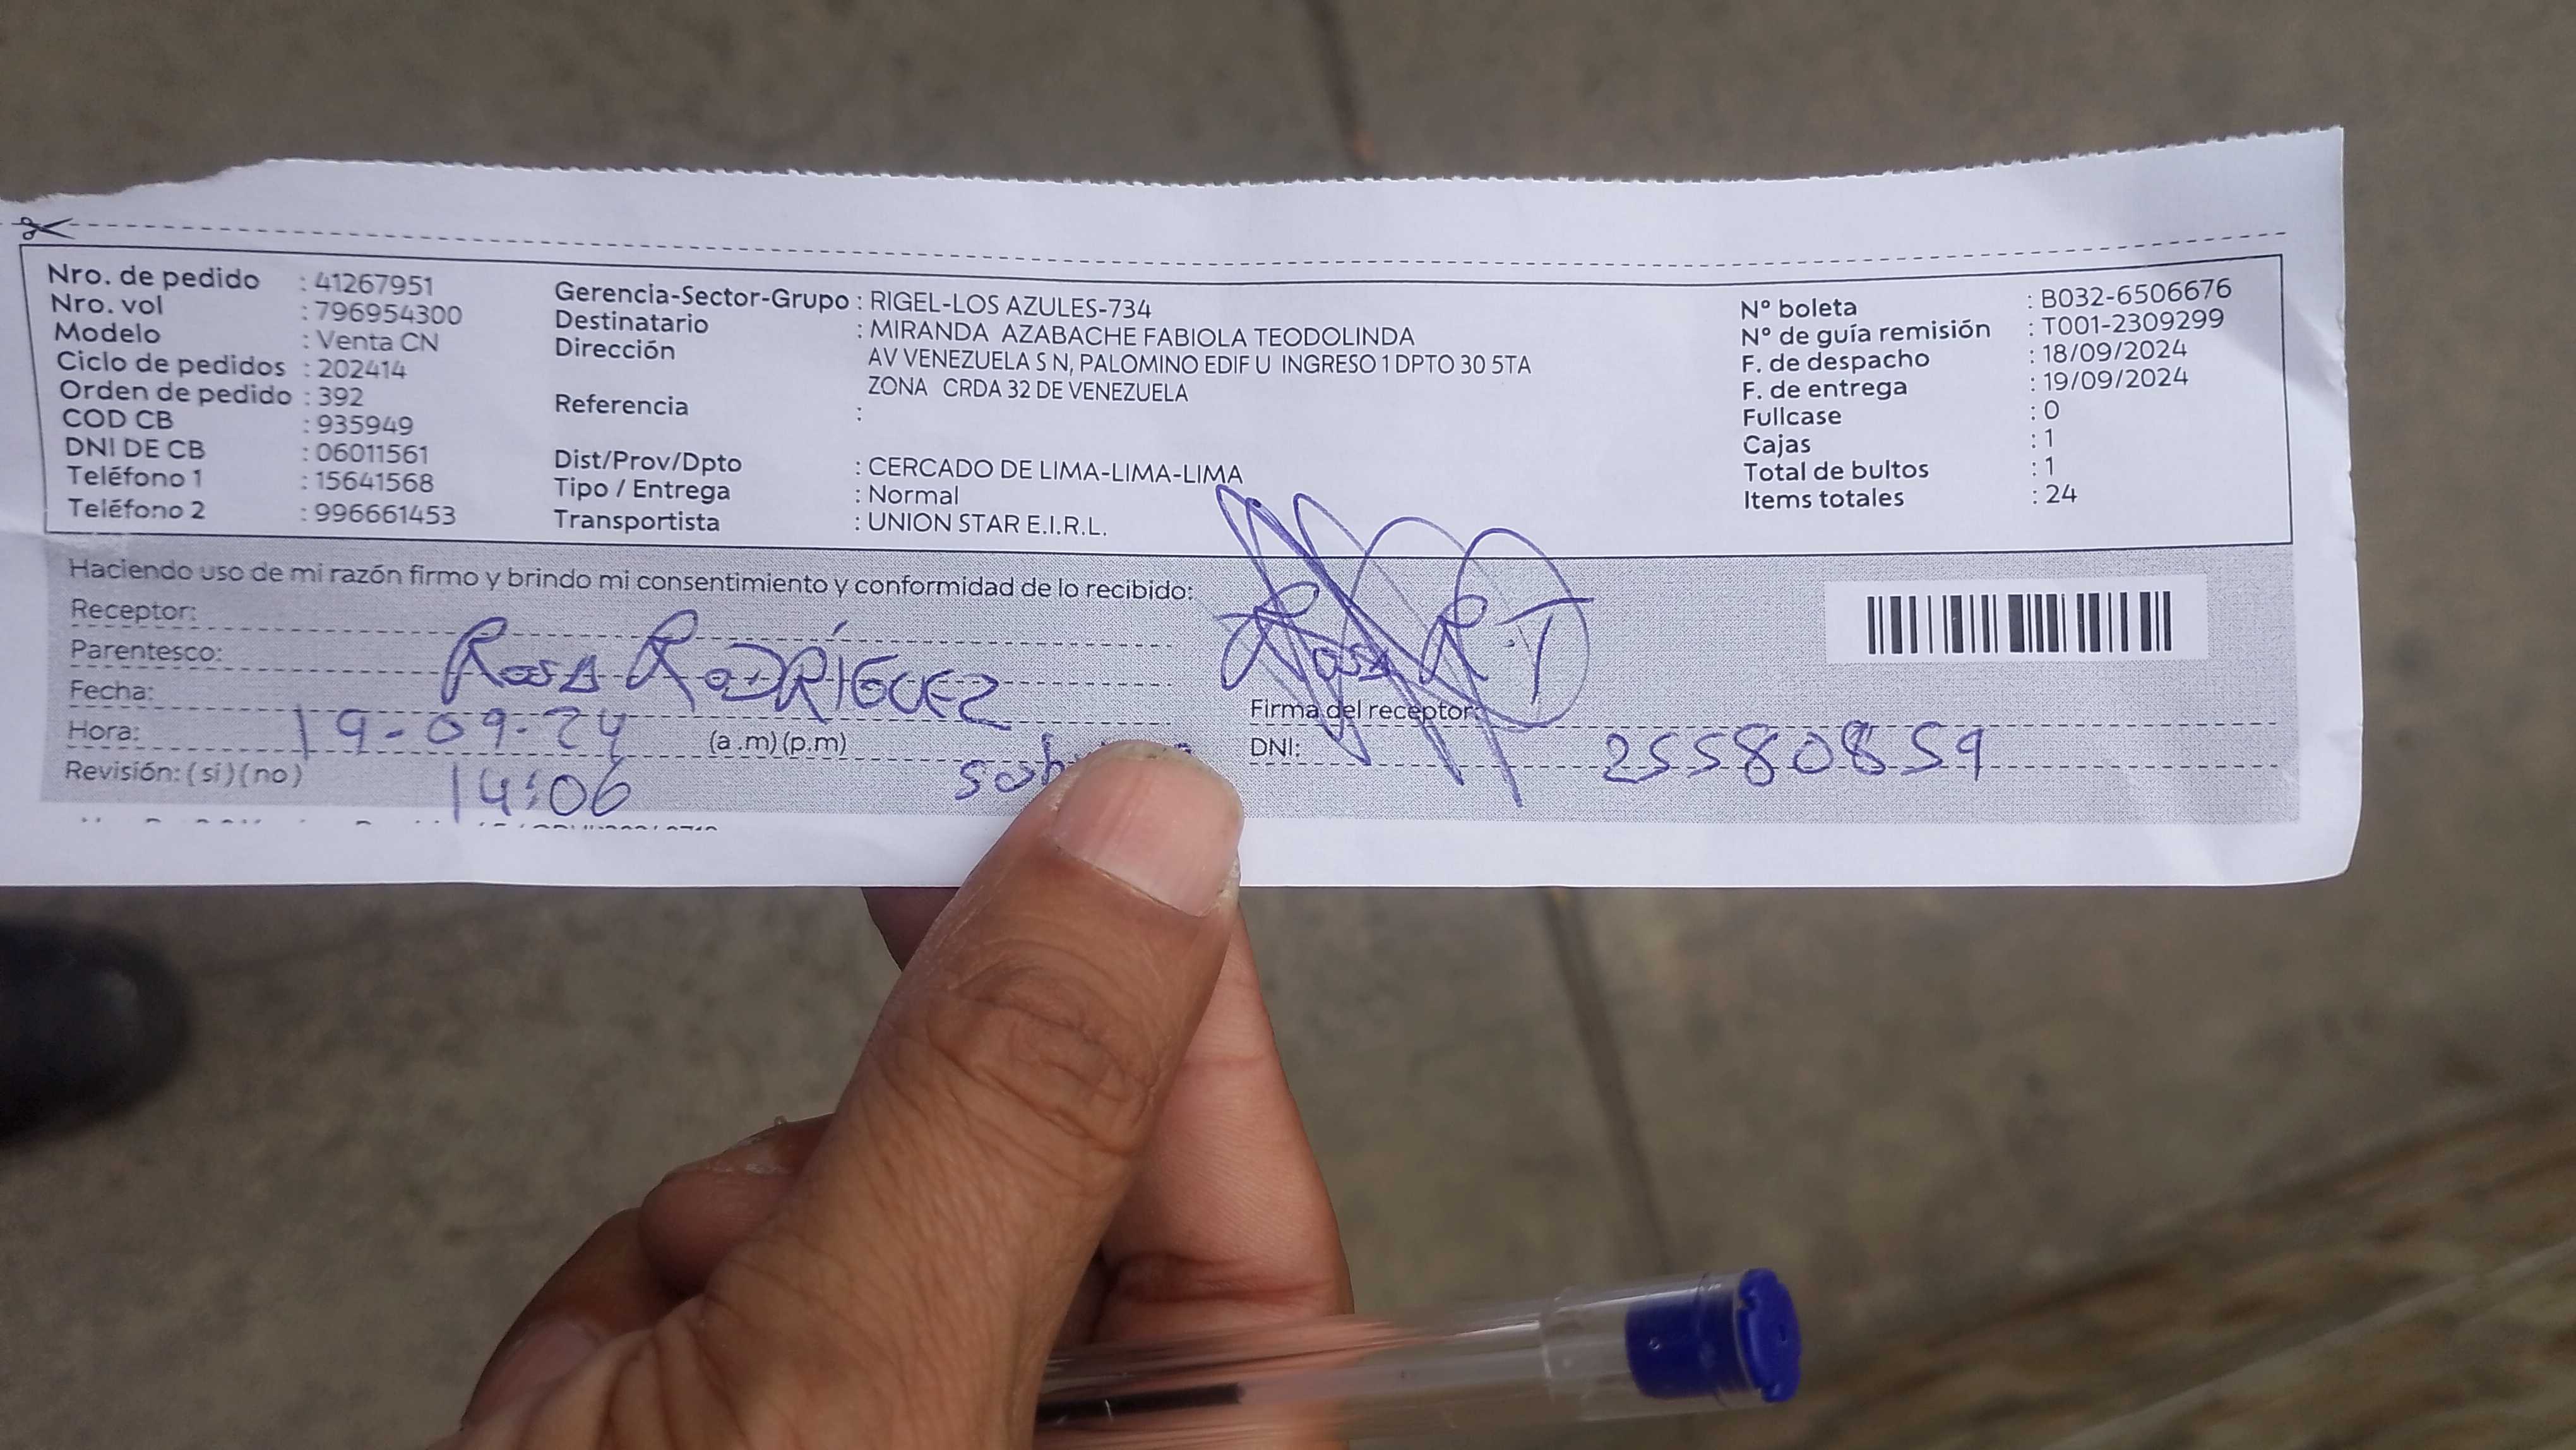 Nro. de pedido : 41267951
Nro. vol : 796954300
Modelo : Venta CN
Ciclo de pedidos : 202414
Orden de pedido : 392
COD CB : 935949
DNI DE CB : 06011561
Teléfono 1 : 15641568
Teléfono 2 : 996661453
Gerencia-Sector-Grupo : RIGEL-LOS AZULES-734
Destinatario : MIRANDA AZABACHE FABIOLA TEODOLINDA
Dirección AV VENEZUELA S N, PALOMINO EDIF U INGRESO 1 DPTO 30 5TA
ZONA CRDA 32 DE VENEZUELA
Referencia :
Dist/Prov/Dpto : CERCADO DE LIMA-LIMA-LIMA
Tipo / Entrega : Normal
Transportista : UNION STAR E.I.R.L.
N° boleta : B032-6506676
N° de guía remisión : T001-2309299
F. de despacho : 18/09/2024
F. de entrega : 19/09/2024
Fullcase : 0
Cajas : 1
Total de bultos : 1
Items totales : 24
Haciendo uso de mi razón firmo y brindo mi consentimiento y conformidad de lo recibido:
Receptor:
Parentesco: ROSA RODRÍGUEZ
Fecha:
Hora: 19-09-24 (a.m)(p.m)
Revisión: (si)(no) 14:06
Rosa R T
Firma del receptor:
DNI: 25580859